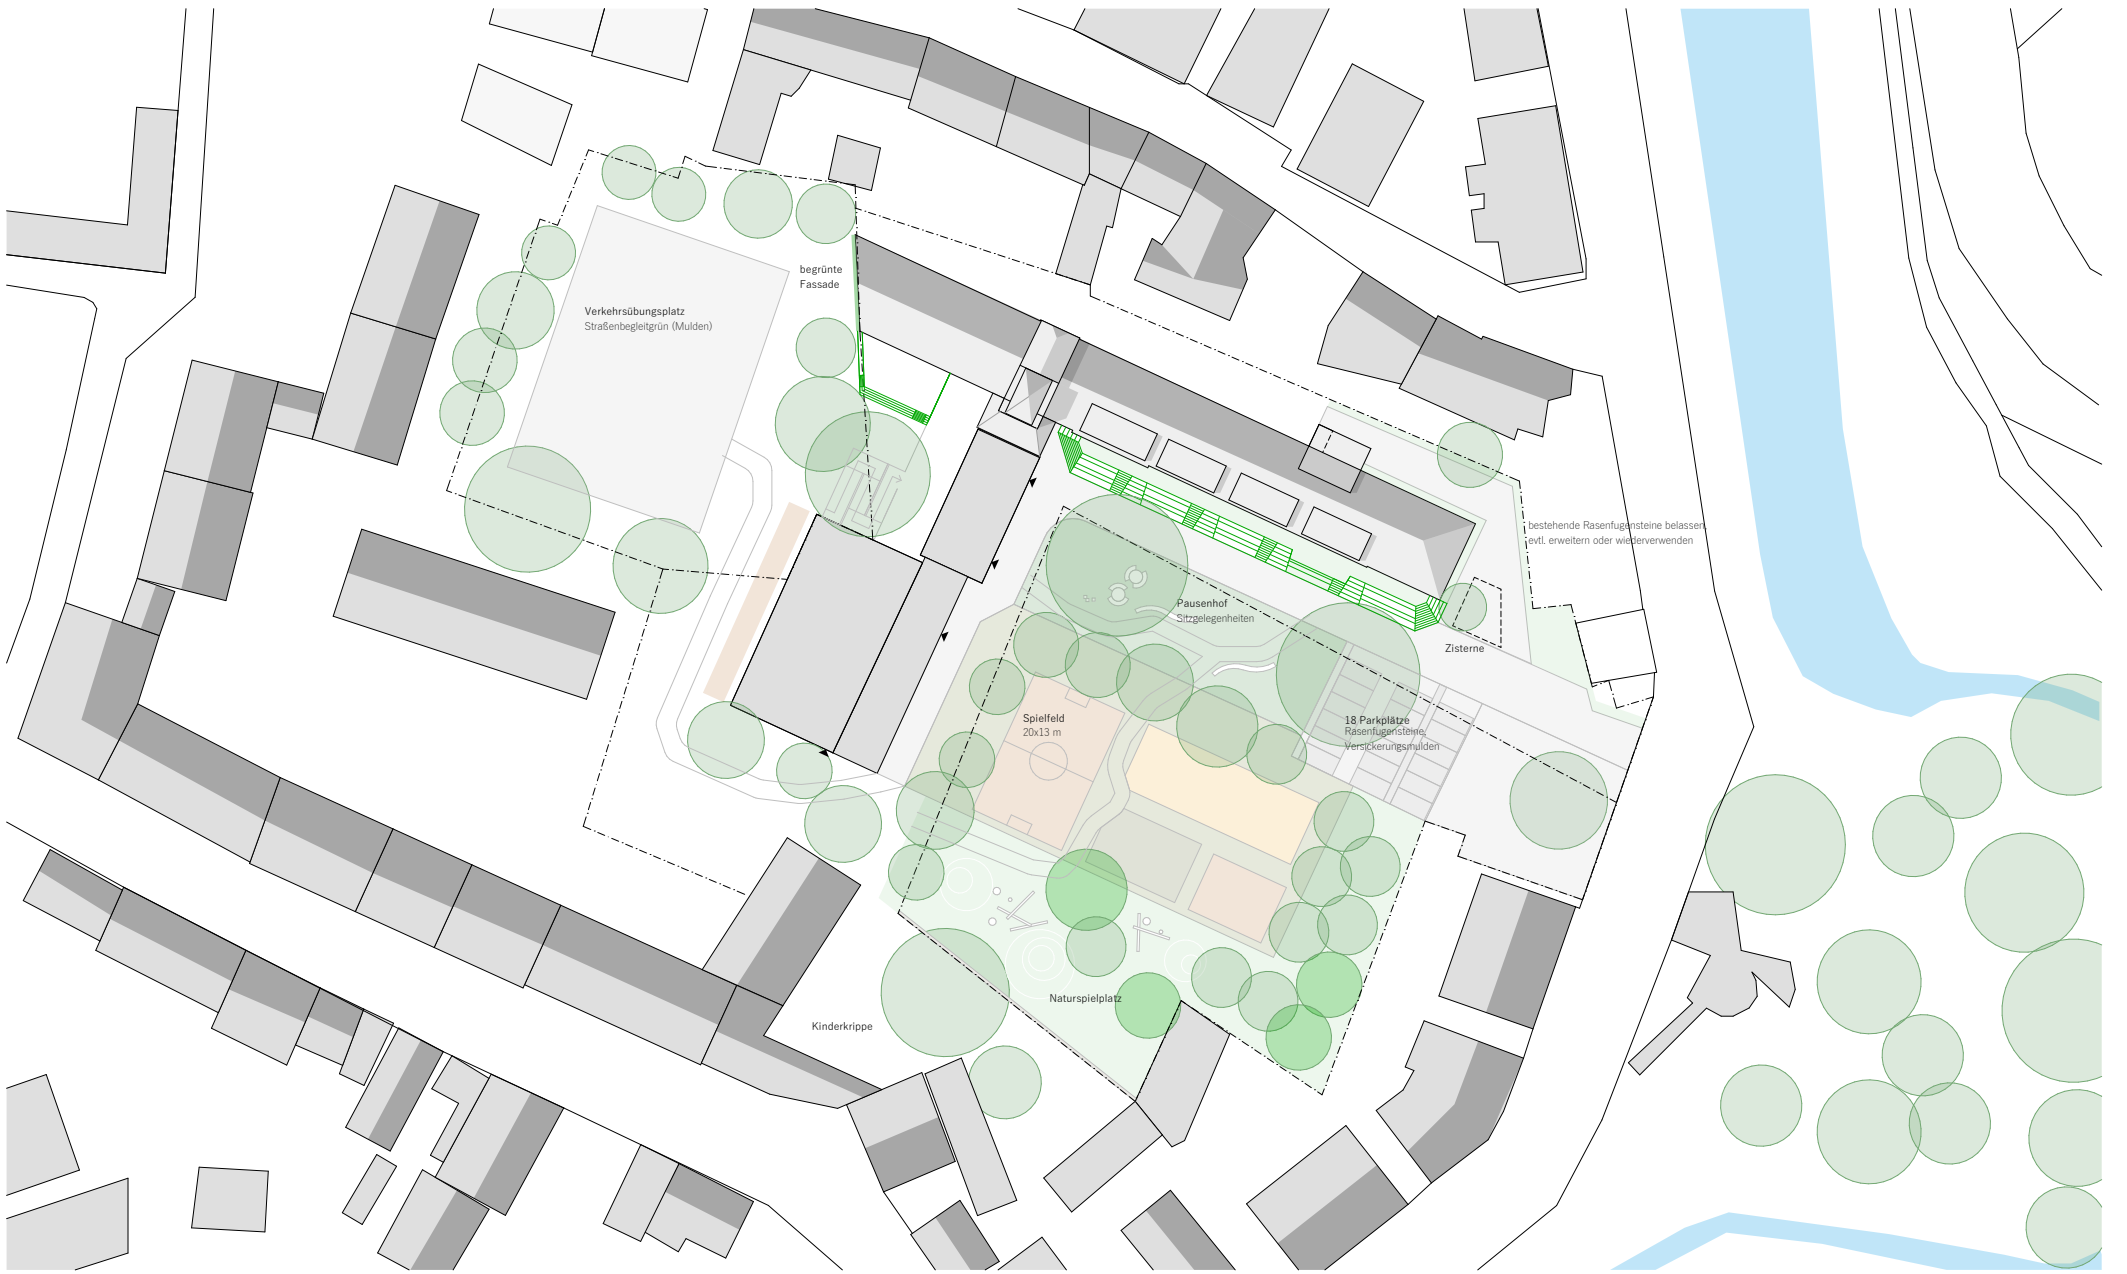 begrünte
Fassade
Verkehrsübungsplatz
Straßenbegleitgrün (Mulden)
bestehende Rasenfugensteine belassen,
evtl. erweitern oder wiederverwenden
Pausenhof
Sitzgelegenheiten
Zisterne
Spielfeld
20x13 m
18 Parkplätze
Rasenfugensteine,
Versickerungsmulden
Naturspielplatz
Kinderkrippe